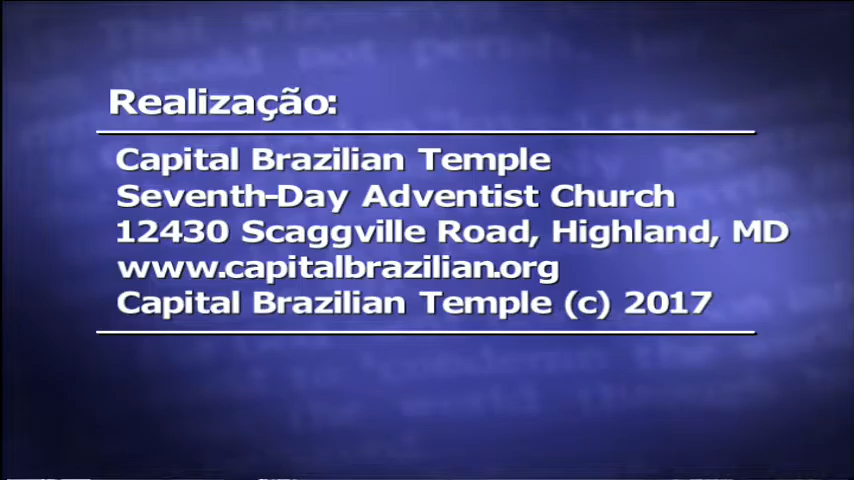 Realização:
Capital Brazilian Temple
Seventh-Day Adventist Church
12430 Scaggville Road, Highland, MD
www.capitalbrazilian.org
Capital Brazilian Temple (c) 2017